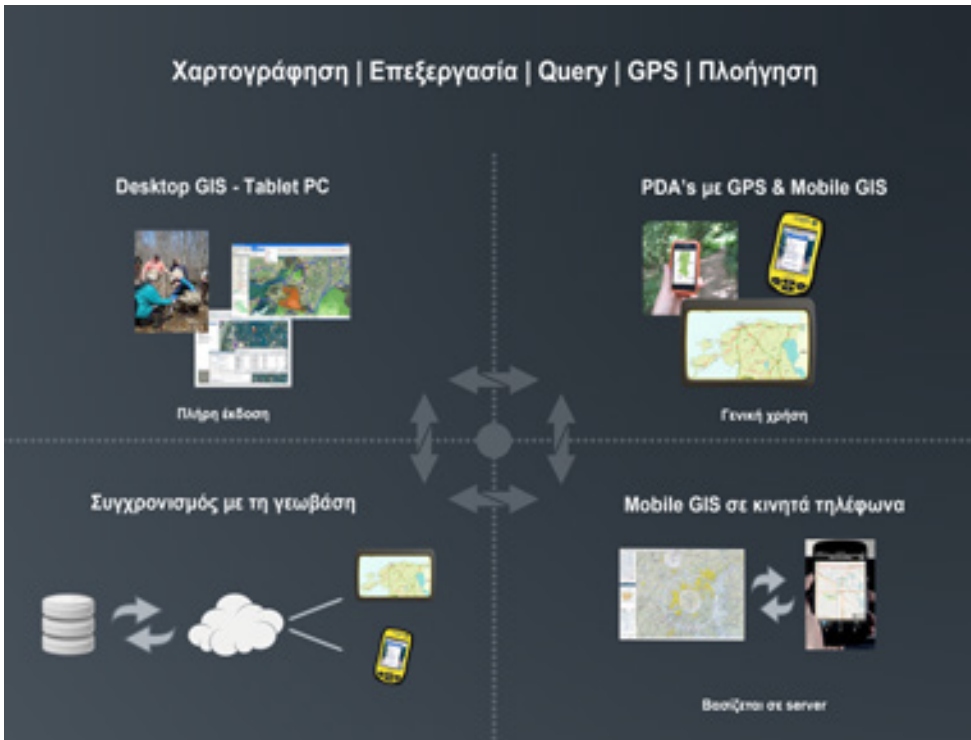 Χαρτογράφηση | Επεξεργασία | Query | GPS | Πλοήγηση
Desktop GIS - Tablet PC
Πλήρη έκδοση
PDA's με GPS & Mobile GIS
Γενική χρήση
Συγχρονισμός με τη γεωβάση
Mobile GIS σε κινητά τηλέφωνα
Βασίζεται σε server